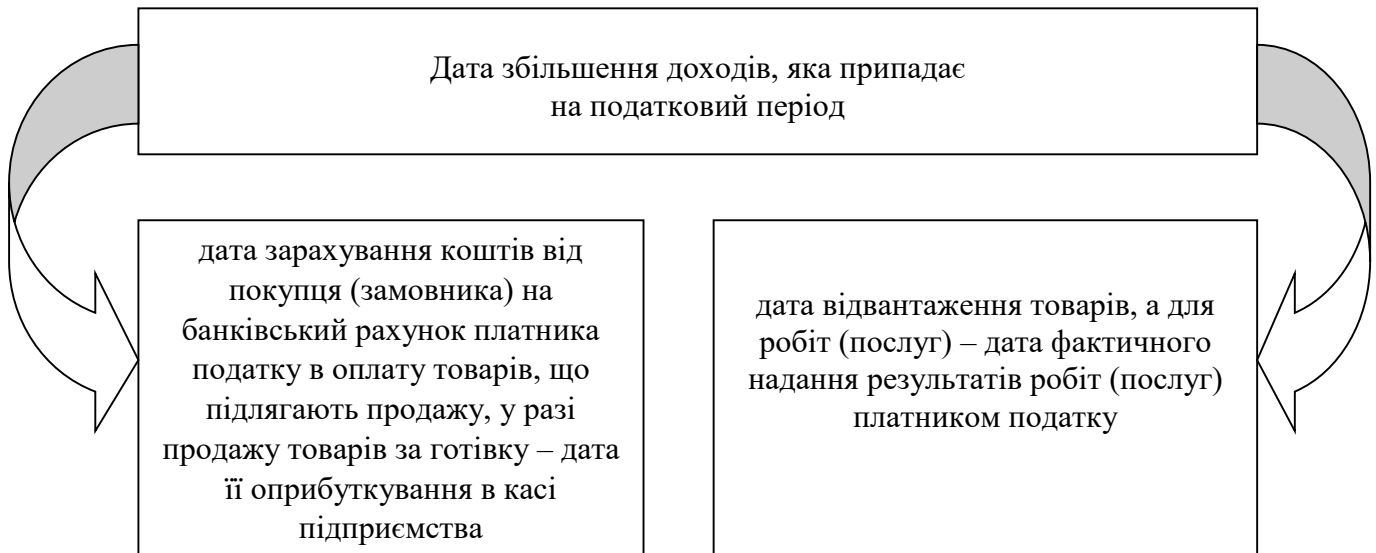 Дата збільшення доходів, яка припадає
на податковий період
дата зарахування коштів від
покупця (замовника) на
банківський рахунок платника
податку в оплату товарів, що
підлягають продажу, у разі
продажу товарів за готівку – дата
її оприбуткування в касі
підприємства
дата відвантаження товарів, а для
робіт (послуг) – дата фактичного
надання результатів робіт (послуг)
платником податку